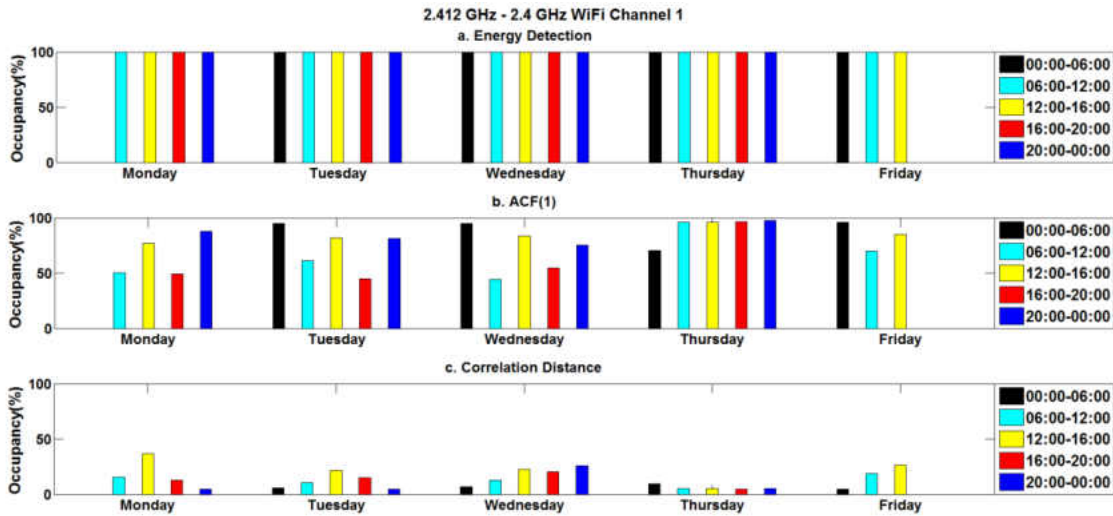 2.412 GHz - 2.4 GHz WiFi Channel 1
a. Energy Detection
Occupancy(%)
100
50
0
Monday Tuesday Wednesday Thursday Friday
00:00-06:00
06:00-12:00
12:00-16:00
16:00-20:00
20:00-00:00
b. ACF(1)
Occupancy(%)
100
50
0
Monday Tuesday Wednesday Thursday Friday
00:00-06:00
06:00-12:00
12:00-16:00
16:00-20:00
20:00-00:00
c. Correlation Distance
Occupancy(%)
100
50
0
Monday Tuesday Wednesday Thursday Friday
00:00-06:00
06:00-12:00
12:00-16:00
16:00-20:00
20:00-00:00